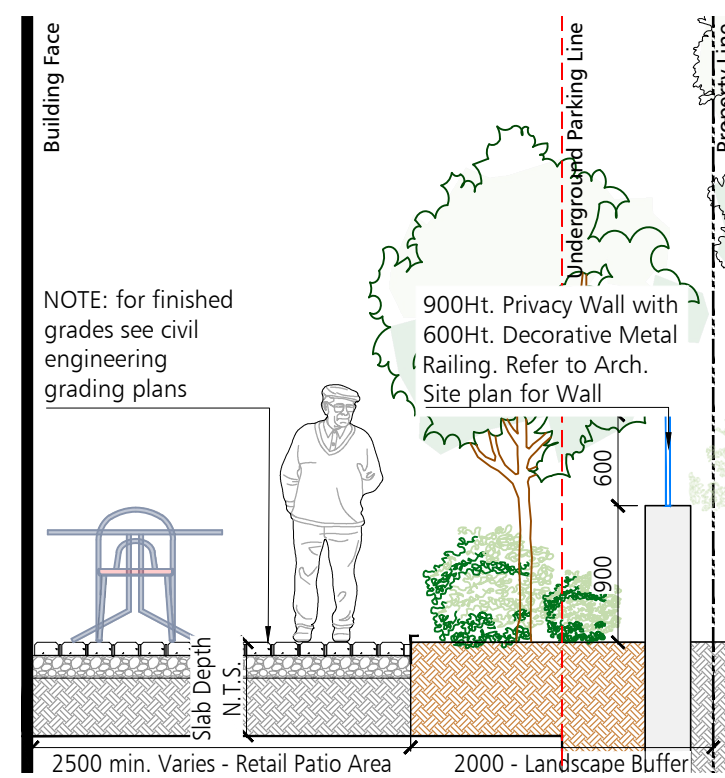 Building Face
Underground Parking Line
Property Line
NOTE: for finished
grades see civil
engineering
grading plans
900Ht. Privacy Wall with
600Ht. Decorative Metal
Railing. Refer to Arch.
Site plan for Wall
600
900
Slab Depth
N.T.S.
2500 min. Varies - Retail Patio Area
2000 - Landscape Buffer